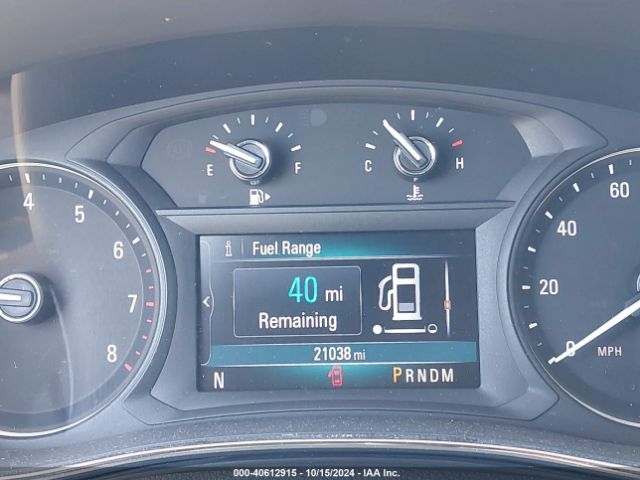 E F
C H
4 5 6 7 8
60 40 20 0
MPH
i Fuel Range
40 mi
Remaining
21038 mi
N PRNDM
000-40612915 - 10/15/2024 - IAA Inc.